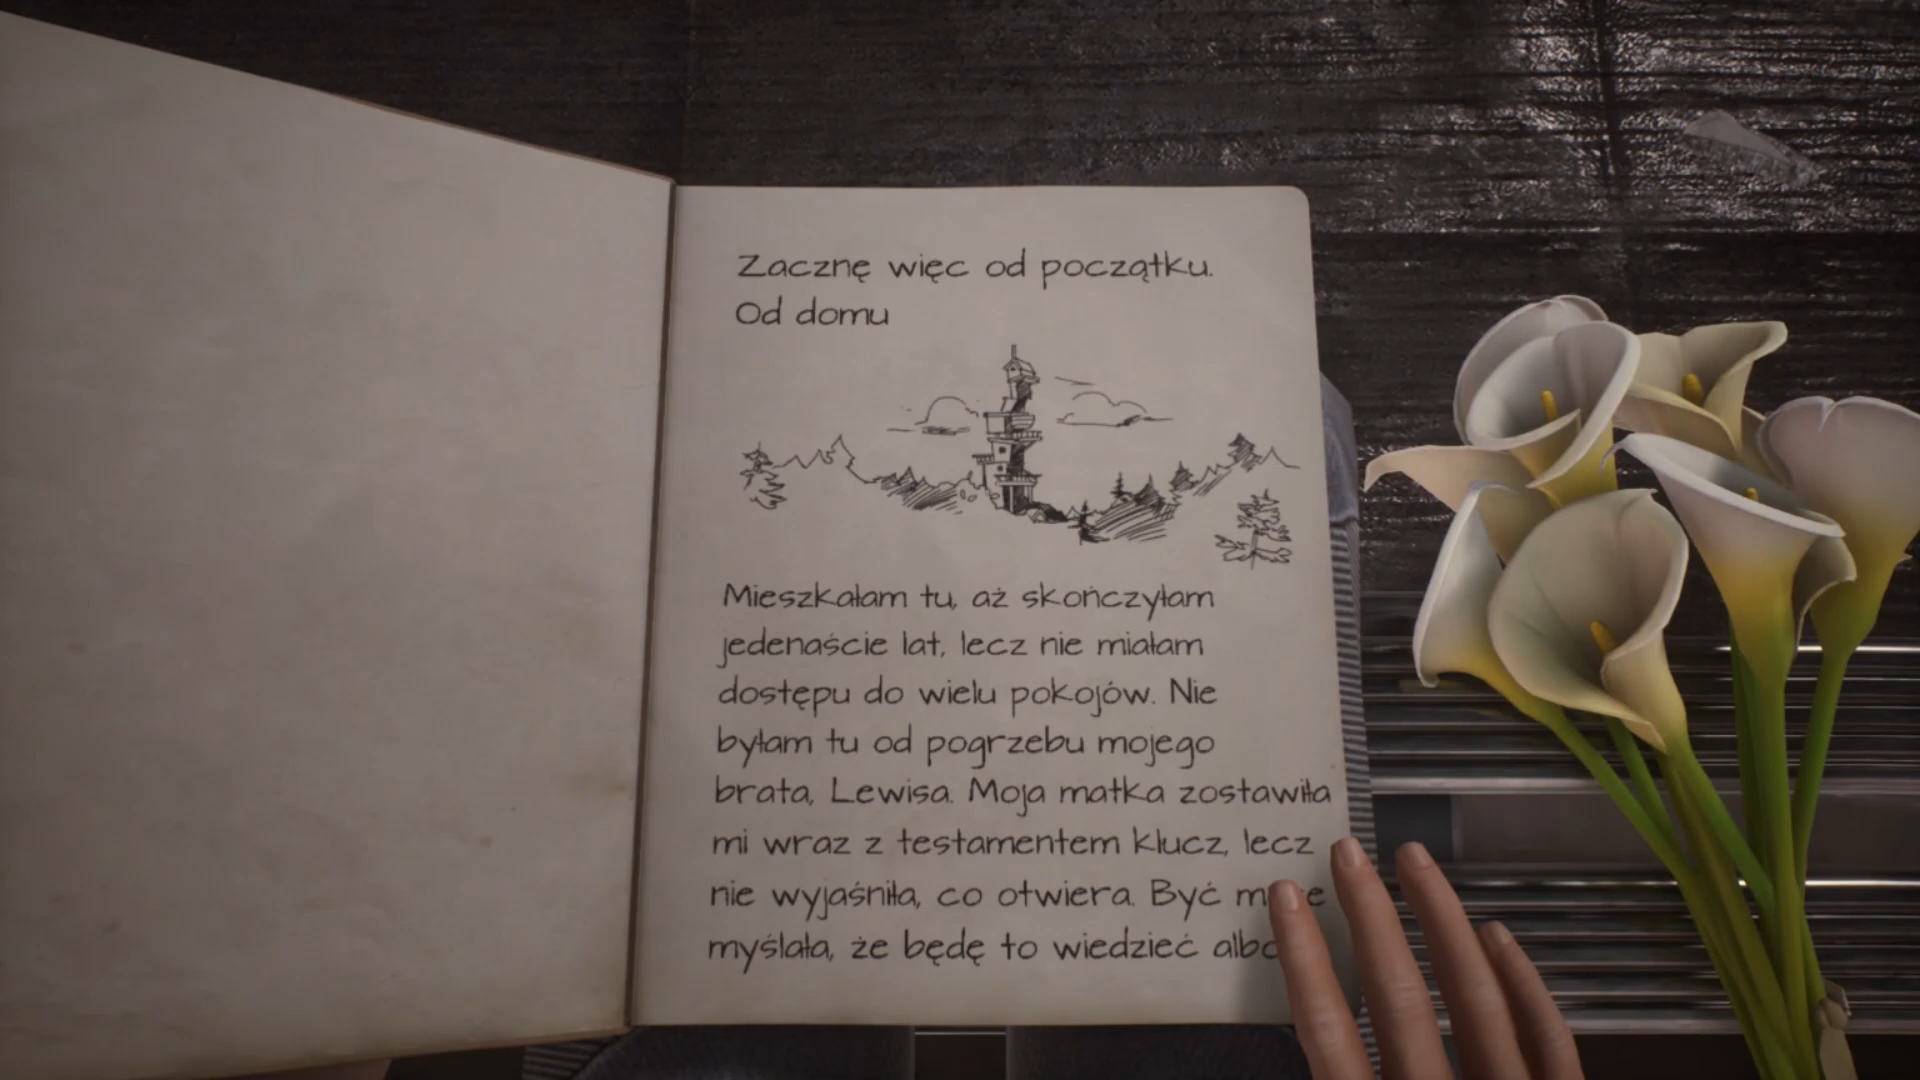 Zacznę więc od początku.
Od domu
Mieszkałam tu, aż skończyłam
jedenaście lat, lecz nie miałam
dostępu do wielu pokojów. Nie
byłam tu od pogrzebu mojego
brata, Lewisa. Moja matka zostawiła
mi wraz z testamentem klucz, lecz
nie wyjaśniła, co otwiera. Być
myślała, że będę to wiedzieć albo